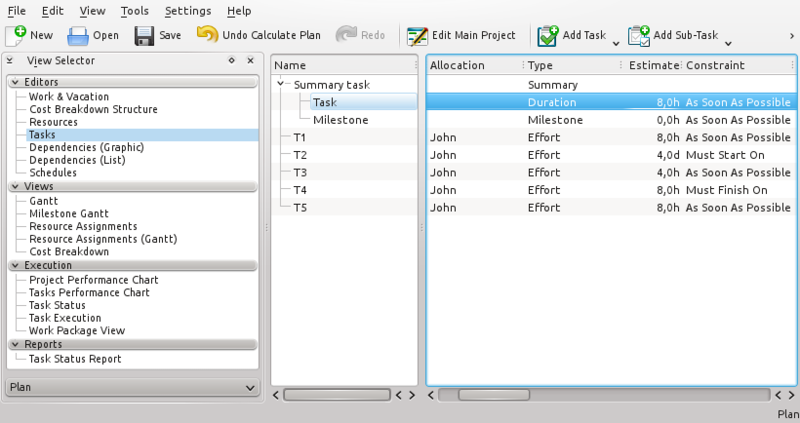 File Edit View Tools Settings Help
New Open Save Undo Calculate Plan Redo Edit Main Project Add Task Add Sub-Task
View Selector
Editors
Work & Vacation
Cost Breakdown Structure
Resources
Tasks
Dependencies (Graphic)
Dependencies (List)
Schedules
Views
Gantt
Milestone Gantt
Resource Assignments
Resource Assignments (Gantt)
Cost Breakdown
Execution
Project Performance Chart
Tasks Performance Chart
Task Status
Task Execution
Work Package View
Reports
Task Status Report
Plan
Name Allocation Type Estimate Constraint
Summary task Summary
Task Duration 8,0h As Soon As Possible
Milestone Milestone 0,0h As Soon As Possible
T1 John Effort 8,0h As Soon As Possible
T2 John Effort 4,0d Must Start On
T3 John Effort 4,0h As Soon As Possible
T4 John Effort 8,0h Must Finish On
T5 John Effort 8,0h As Soon As Possible
Plan